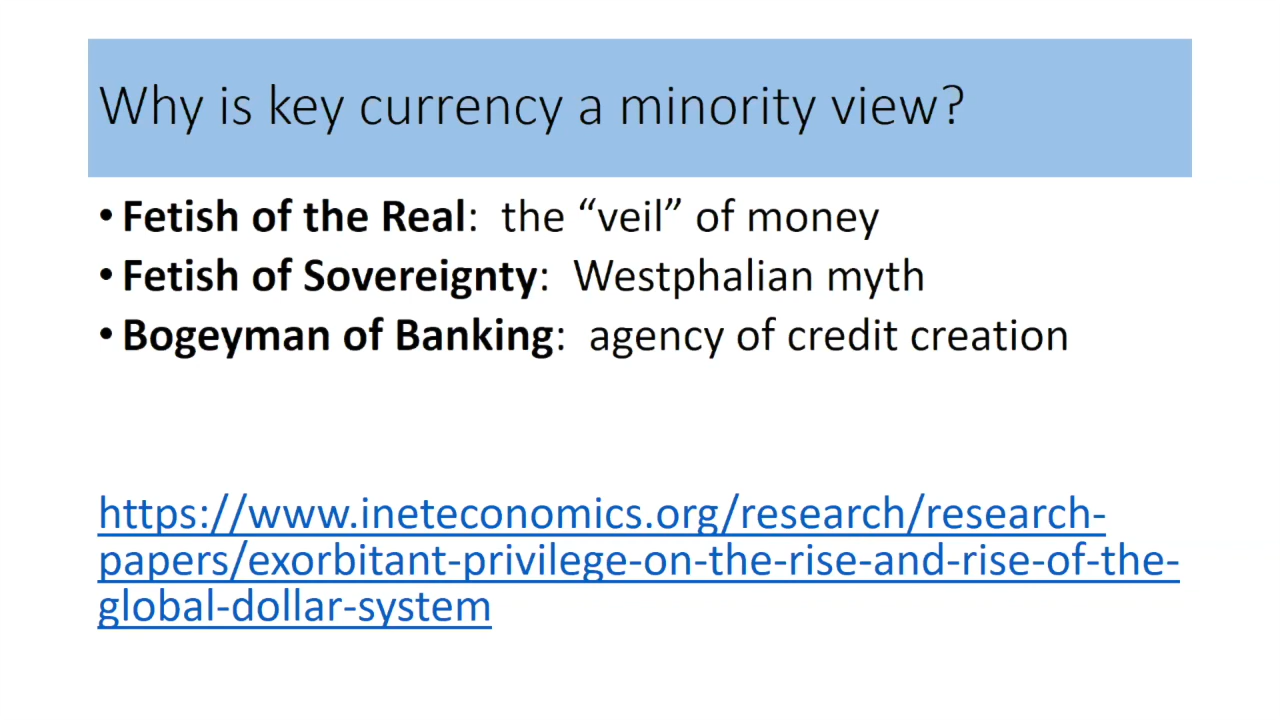 Why is key currency a minority view?
• Fetish of the Real:  the “veil” of money
• Fetish of Sovereignty:  Westphalian myth
• Bogeyman of Banking:  agency of credit creation
https://www.ineteconomics.org/research/research-
papers/exorbitant-privilege-on-the-rise-and-rise-of-the-
global-dollar-system